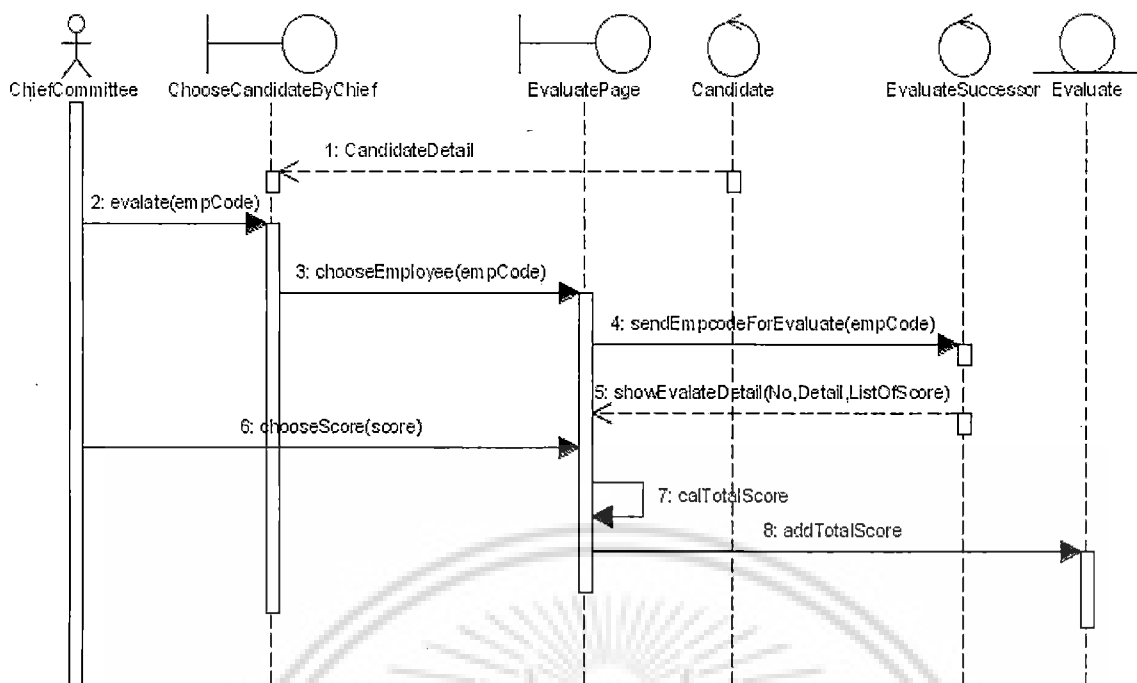 ChiefCommittee
ChooseCandidateByChief
EvaluatePage
Candidate
EvaluateSuccessor
Evaluate
1: CandidateDetail
2: evalate(empCode)
3: chooseEmployee(empCode)
4: sendEmpcodeForEvaluate(empCode)
5: showEvalateDetail(No,Detail,ListOfScore)
6: chooseScore(score)
7: calTotalScore
8: addTotalScore